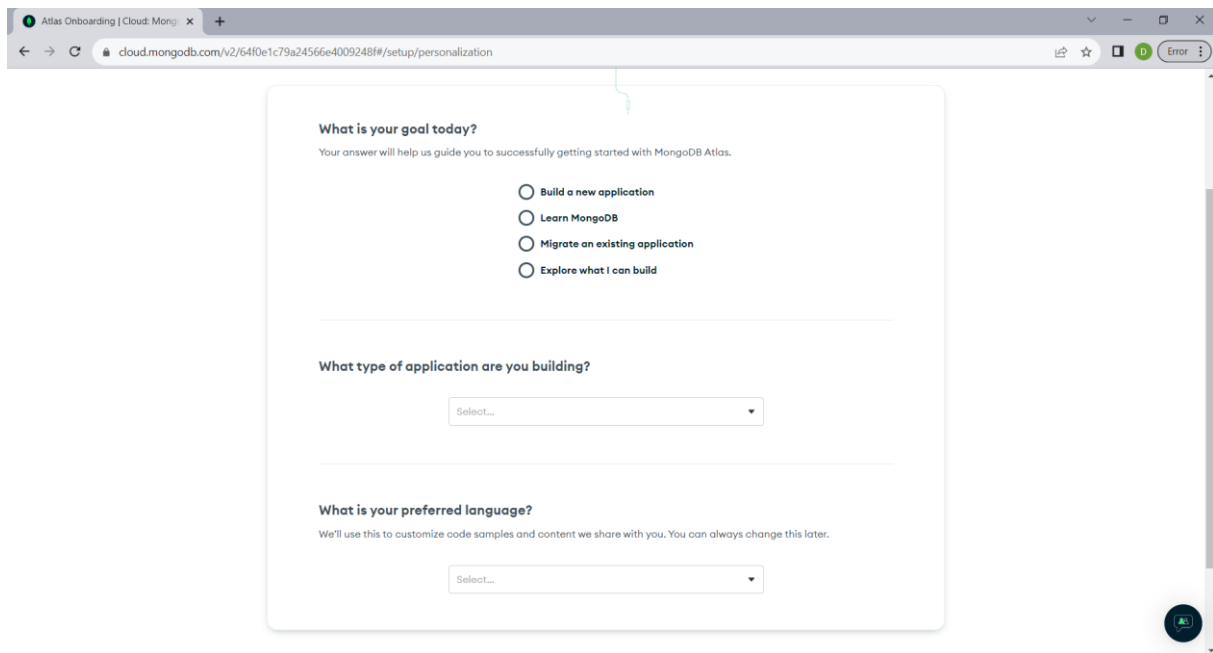 Atlas Onboarding | Cloud: Mong
cloud.mongodb.com/v2/64f0e1c79a24566e4009248f#/setup/personalization
D
Error
What is your goal today?
Your answer will help us guide you to successfully getting started with MongoDB Atlas.
Build a new application
Learn MongoDB
Migrate an existing application
Explore what I can build
What type of application are you building?
Select...
What is your preferred language?
We'll use this to customize code samples and content we share with you. You can always change this later.
Select...